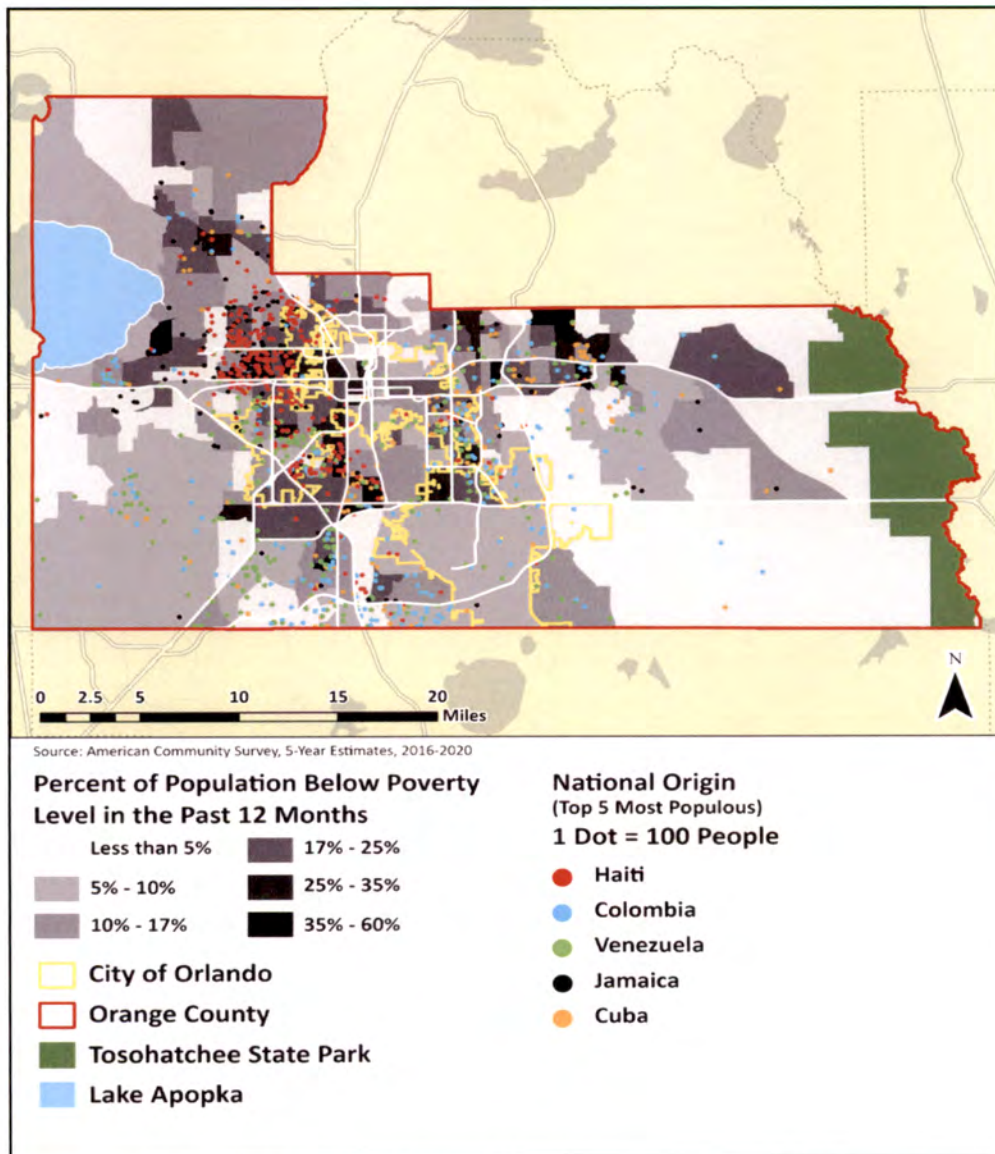 N
0 2.5 5 10 15 20
Miles
Source: American Community Survey, 5-Year Estimates, 2016-2020
Percent of Population Below Poverty
Level in the Past 12 Months
Less than 5%
17% - 25%
5% - 10%
25% - 35%
10% - 17%
35% - 60%
City of Orlando
Orange County
Tosohatchee State Park
Lake Apopka
National Origin
(Top 5 Most Populous)
1 Dot = 100 People
Haiti
Colombia
Venezuela
Jamaica
Cuba